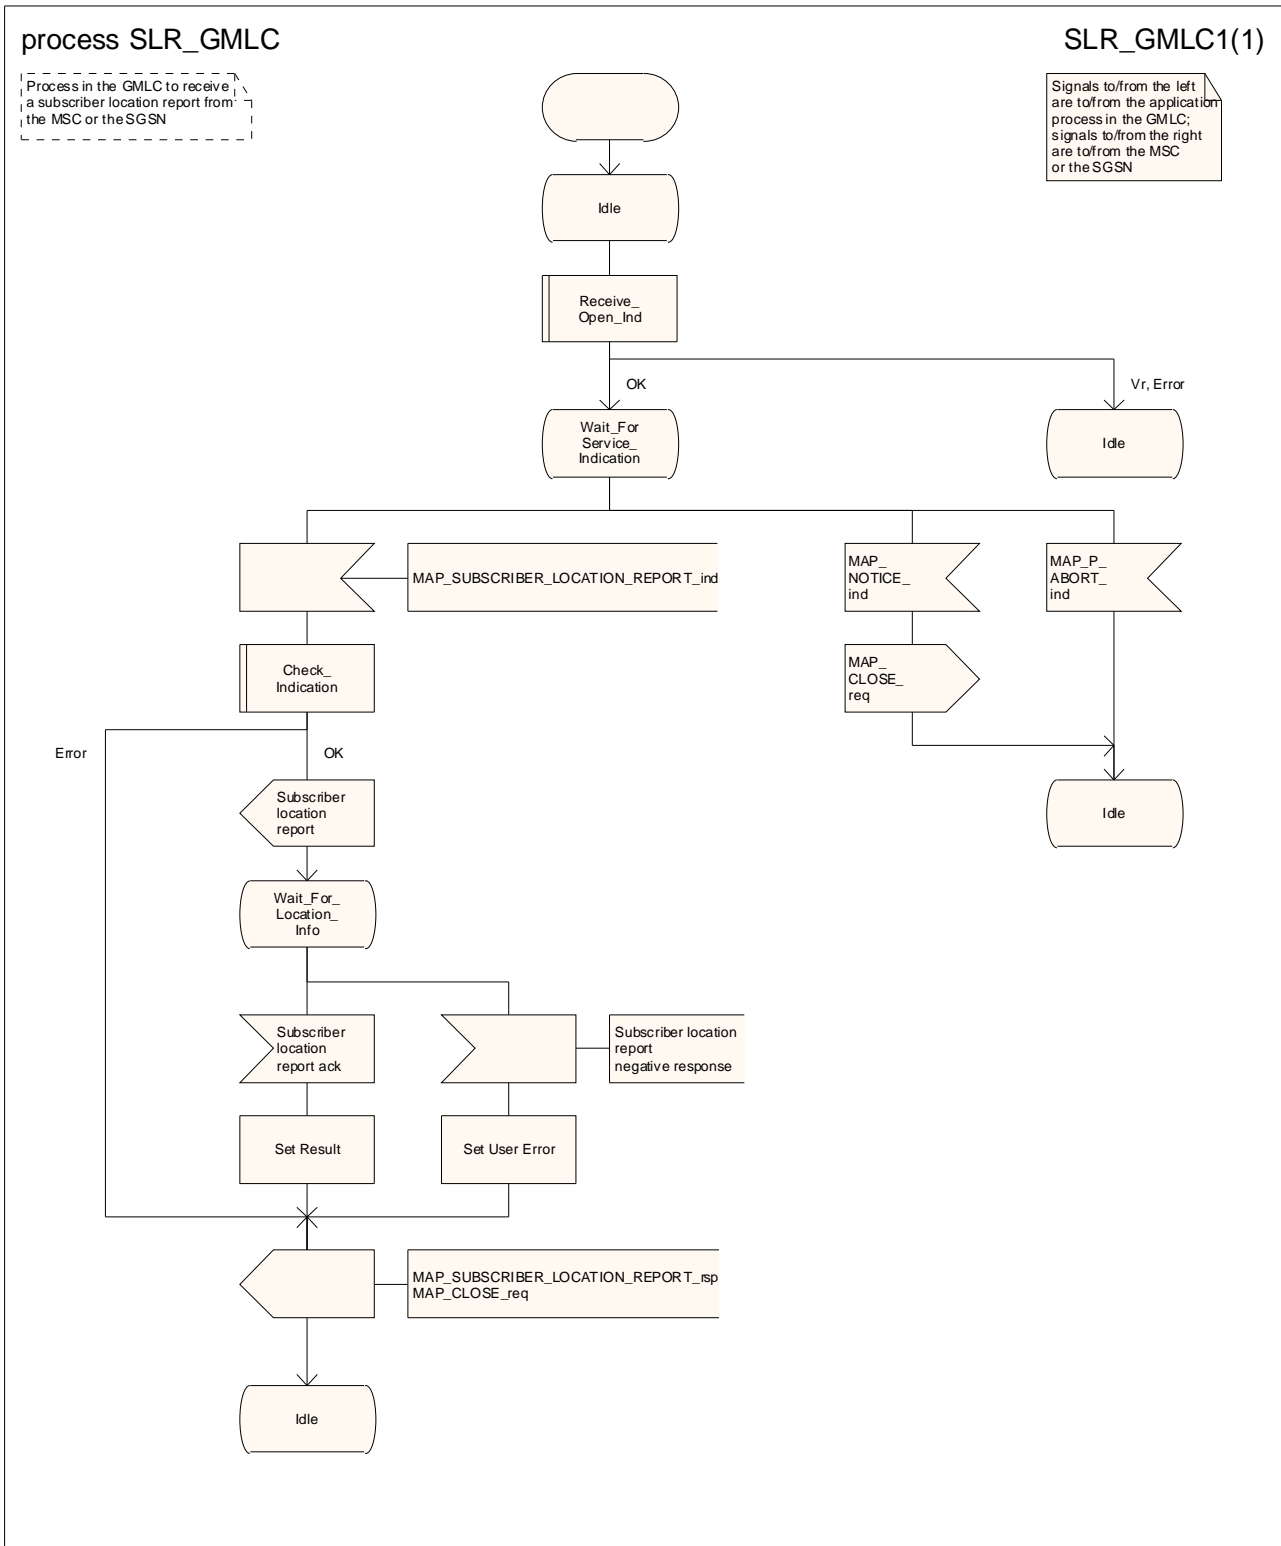 process SLR_GMLC
SLR_GMLC1(1)
Process in the GMLC to receive
a subscriber location report from
the MSC or the SGSN
Signals to/from the left
are to/from the application
process in the GMLC;
signals to/from the right
are to/from the MSC
or the SGSN
Idle
Receive_
Open_Ind
OK
Vr, Error
Wait_For
Service_
Indication
Idle
MAP_SUBSCRIBER_LOCATION_REPORT_ind
MAP_
NOTICE_
ind
MAP_P_
ABORT_
ind
Check_
Indication
MAP_
CLOSE_
req
Error
OK
Subscriber
location
report
Idle
Wait_For_
Location_
Info
Subscriber
location
report ack
Subscriber location
report
negative response
Set Result
Set User Error
MAP_SUBSCRIBER_LOCATION_REPORT_rsp
MAP_CLOSE_req
Idle